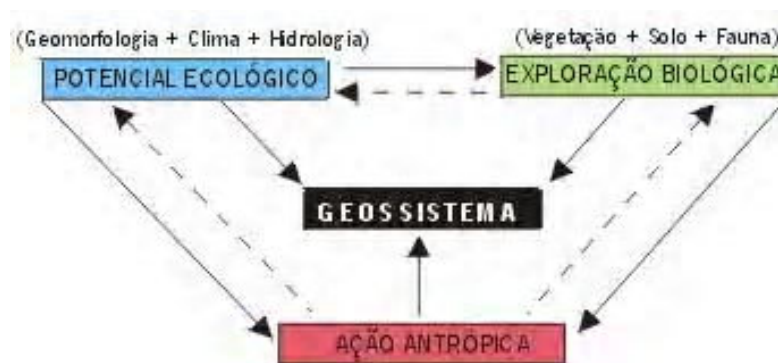 (Geomorfologia + Clima + Hidrologia)
(Vegetação + Solo + Fauna)
POTENCIAL ECOLÓGICO
EXPLORAÇÃO BIOLÓGICA
GEOSSISTEMA
AÇÃO ANTRÓPICA